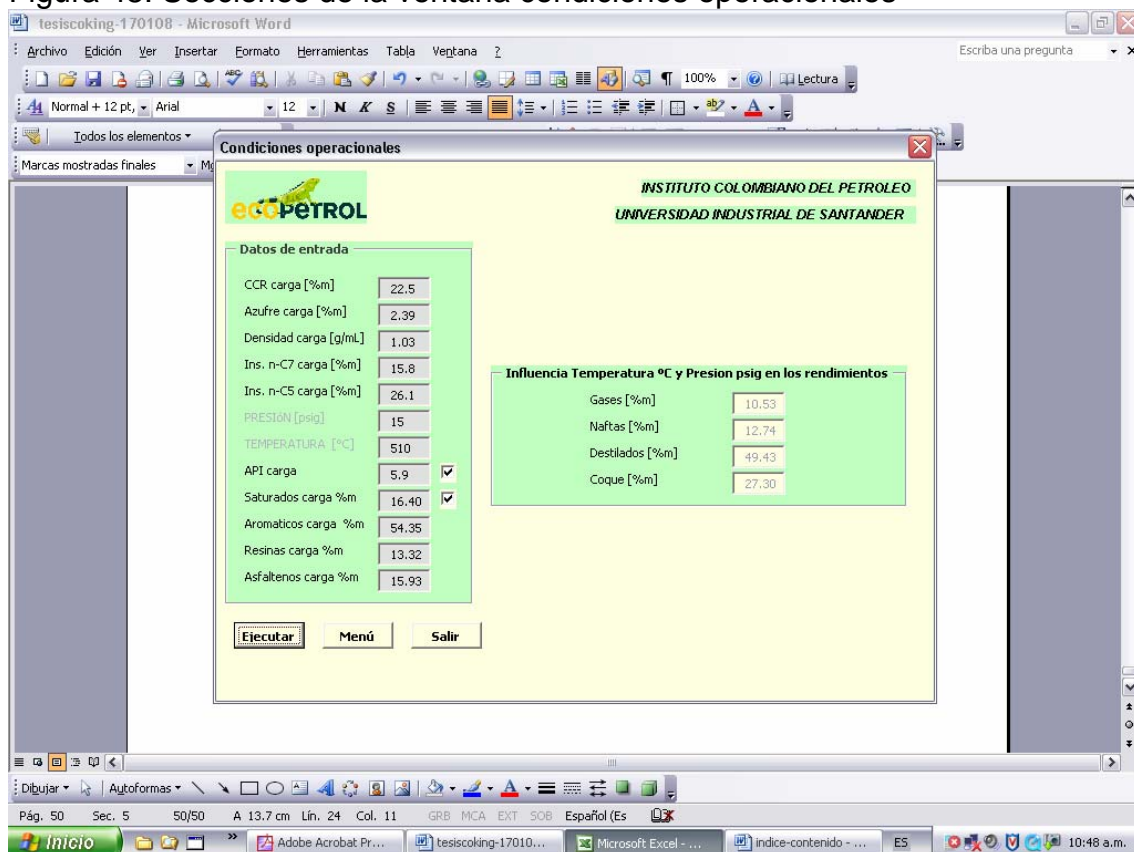 Figura 48. Secciones de la ventana condiciones operacionales
tesiscoking-170108 - Microsoft Word
Archivo Edición Ver Insertar Formato Herramientas Tabla Ventana ?
Escriba una pregunta
100% Lectura
Normal + 12 pt, Arial 12 N K S
Todos los elementos
Marcas mostradas finales
Condiciones operacionales
ecopetrol
INSTITUTO COLOMBIANO DEL PETROLEO
UNIVERSIDAD INDUSTRIAL DE SANTANDER
Datos de entrada
CCR carga [%m] 22.5
Azufre carga [%m] 2.39
Densidad carga [g/mL] 1.03
Ins. n-C7 carga [%m] 15.8
Ins. n-C5 carga [%m] 26.1
PRESIóN [psig] 15
TEMPERATURA [ºC] 510
API carga 5.9
Saturados carga %m 16.40
Aromaticos carga %m 54.35
Resinas carga %m 13.32
Asfaltenos carga %m 15.93
Influencia Temperatura ºC y Presion psig en los rendimientos
Gases [%m] 10.53
Naftas [%m] 12.74
Destilados [%m] 49.43
Coque [%m] 27.30
Ejecutar Menú Salir
Dibujar Autoformas
Pág. 50 Sec. 5 50/50 A 13.7 cm Lín. 24 Col. 11 GRB MCA EXT SOB Español (Es
Inicio Adobe Acrobat Pr... tesiscoking-17010... Microsoft Excel - ... indice-contenido - ... ES 10:48 a.m.